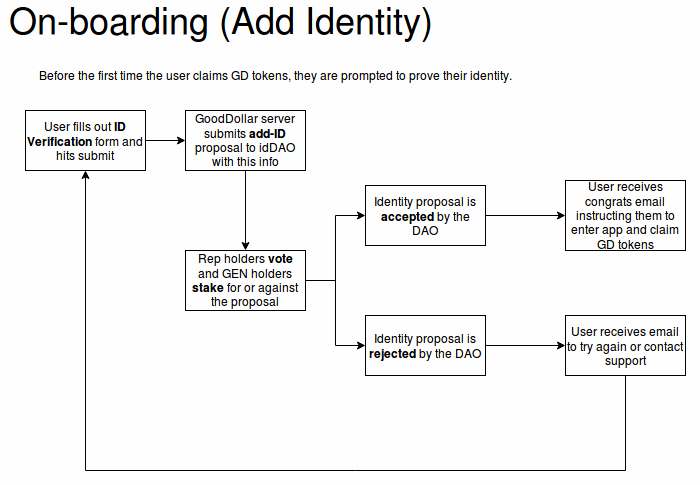 On-boarding (Add Identity)
Before the first time the user claims GD tokens, they are prompted to prove their identity.
User fills out ID
Verification form and
hits submit
GoodDollar server
submits add-ID
proposal to idDAO
with this info
Rep holders vote
and GEN holders
stake for or against
the proposal
Identity proposal is
accepted by the
DAO
User receives
congrats email
instructing them to
enter app and claim
GD tokens
Identity proposal is
rejected by the DAO
User receives email
to try again or contact
support